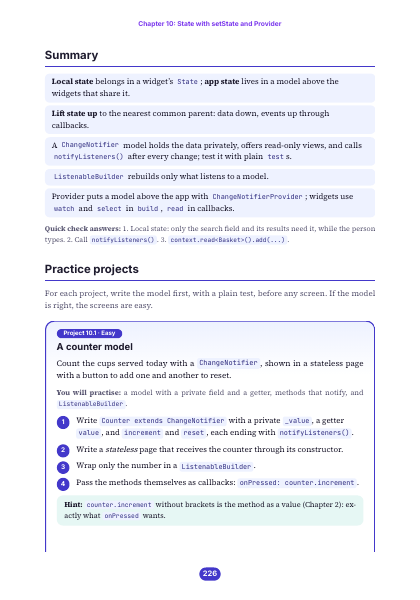 Chapter 10: State with setState and Provider
Summary
Local state belongs in a widget's State ; app state lives in a model above the
widgets that share it.
Lift state up to the nearest common parent: data down, events up through
callbacks.
A ChangeNotifier model holds the data privately, offers read-only views, and calls
notifyListeners() after every change; test it with plain test s.
ListenableBuilder rebuilds only what listens to a model.
Provider puts a model above the app with ChangeNotifierProvider ; widgets use
watch and select in build , read in callbacks.
Quick check answers: 1. Local state: only the search field and its results need it, while the person
types. 2. Call notifyListeners() . 3. context.read<Basket>().add(...) .
Practice projects
For each project, write the model first, with a plain test, before any screen. If the model
is right, the screens are easy.
Project 10.1 · Easy
A counter model
Count the cups served today with a ChangeNotifier , shown in a stateless page
with a button to add one and another to reset.
You will practise: a model with a private field and a getter, methods that notify, and
ListenableBuilder .
1 Write Counter extends ChangeNotifier with a private _value , a getter
value , and increment and reset , each ending with notifyListeners() .
2 Write a stateless page that receives the counter through its constructor.
3 Wrap only the number in a ListenableBuilder .
4 Pass the methods themselves as callbacks: onPressed: counter.increment .
Hint: counter.increment without brackets is the method as a value (Chapter 2): ex-
actly what onPressed wants.
226